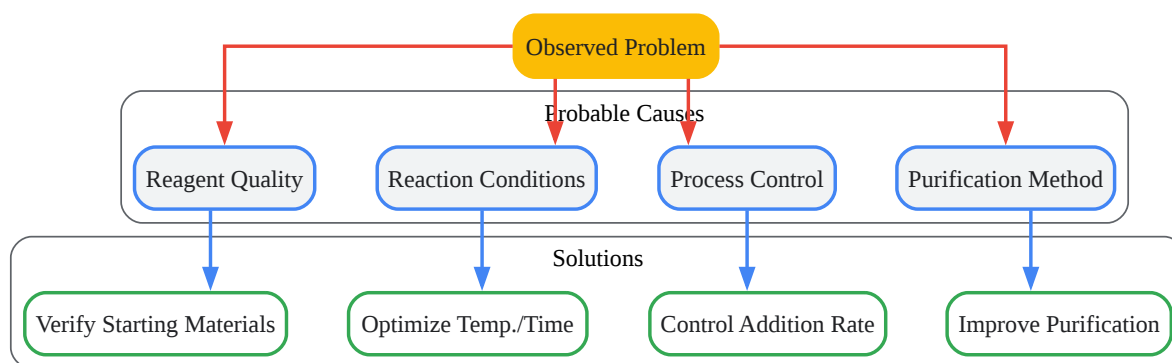 Observed Problem
Probable Causes
Reagent Quality
Reaction Conditions
Process Control
Purification Method
Solutions
Verify Starting Materials
Optimize Temp./Time
Control Addition Rate
Improve Purification